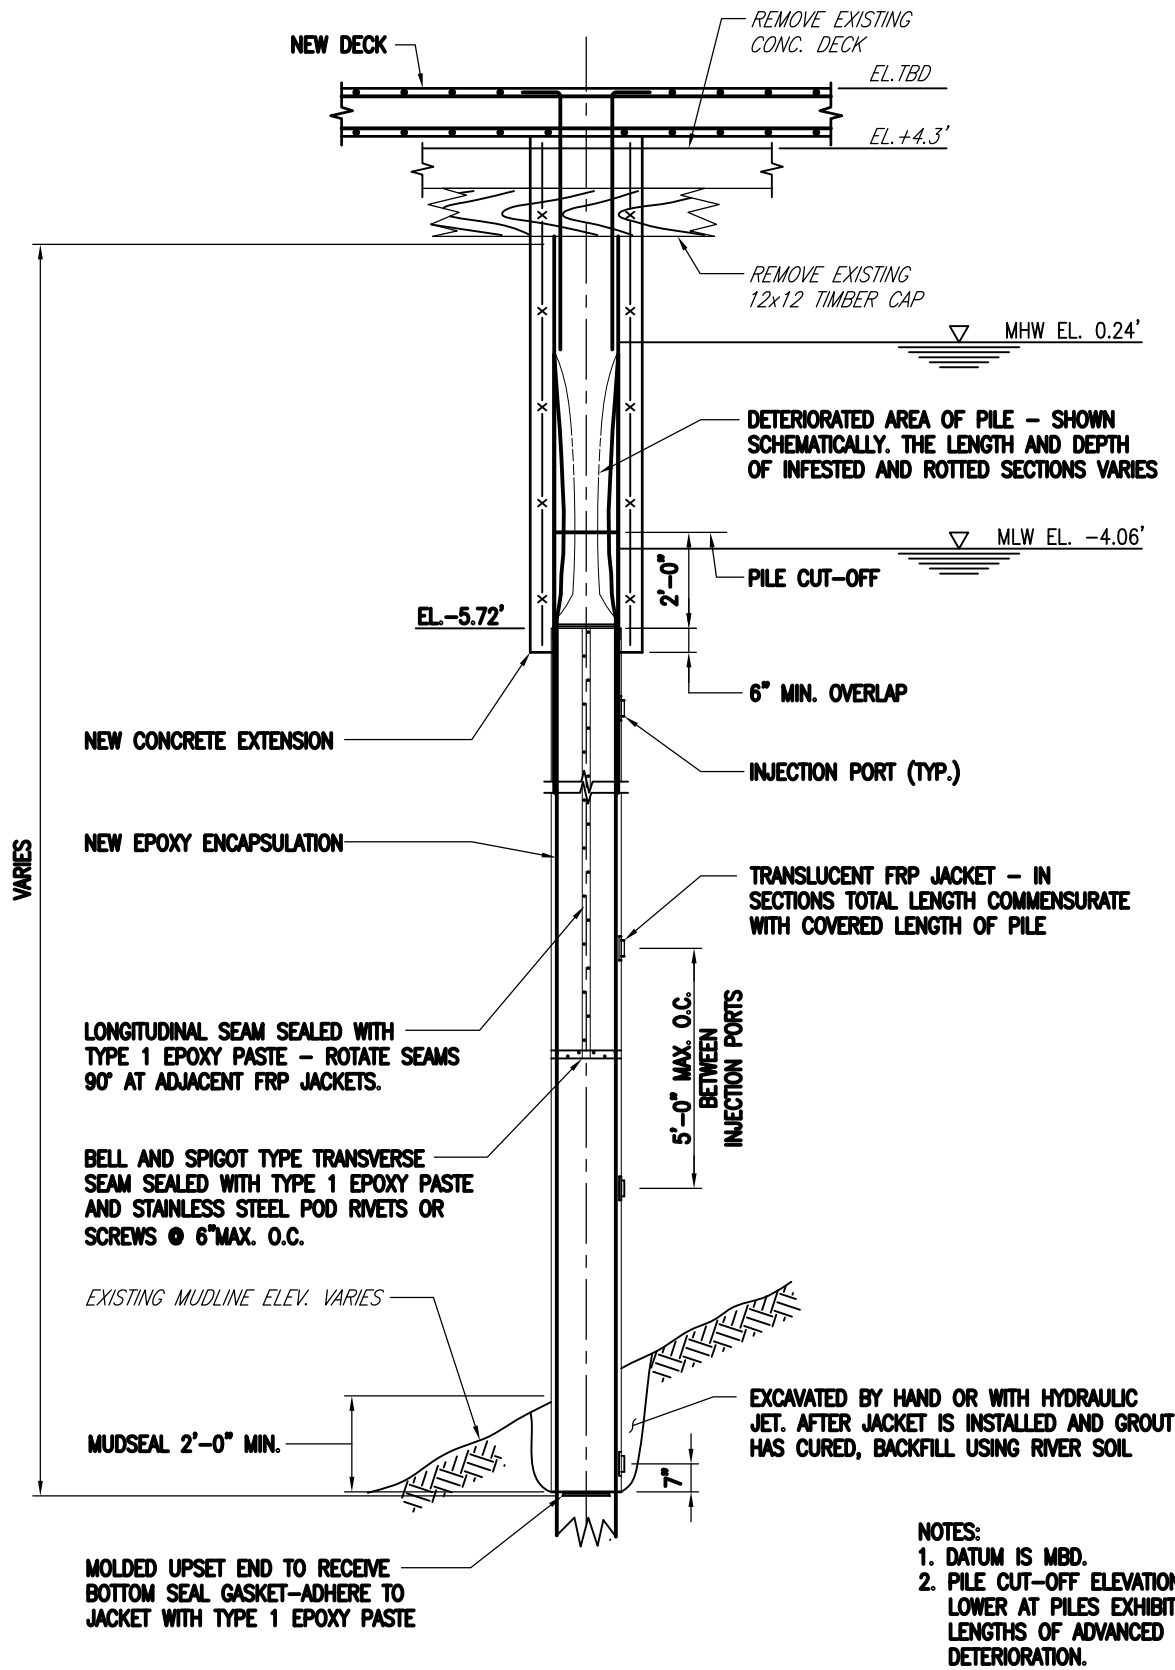 REMOVE EXISTING
CONC. DECK
NEW DECK
EL.TBD
EL.+4.3'
REMOVE EXISTING
12x12 TIMBER CAP
MHW EL. 0.24'
DETERIORATED AREA OF PILE – SHOWN
SCHEMATICALLY. THE LENGTH AND DEPTH
OF INFESTED AND ROTTED SECTIONS VARIES
MLW EL. -4.06'
PILE CUT-OFF
2'-0"
EL.-5.72'
6" MIN. OVERLAP
NEW CONCRETE EXTENSION
INJECTION PORT (TYP.)
NEW EPOXY ENCAPSULATION
VARIES
TRANSLUCENT FRP JACKET – IN
SECTIONS TOTAL LENGTH COMMENSURATE
WITH COVERED LENGTH OF PILE
LONGITUDINAL SEAM SEALED WITH
TYPE 1 EPOXY PASTE – ROTATE SEAMS
90° AT ADJACENT FRP JACKETS.
5'-0" MAX. O.C.
BETWEEN
INJECTION PORTS
BELL AND SPIGOT TYPE TRANSVERSE
SEAM SEALED WITH TYPE 1 EPOXY PASTE
AND STAINLESS STEEL POD RIVETS OR
SCREWS @ 6"MAX. O.C.
EXISTING MUDLINE ELEV. VARIES
EXCAVATED BY HAND OR WITH HYDRAULIC
JET. AFTER JACKET IS INSTALLED AND GROUT
HAS CURED, BACKFILL USING RIVER SOIL
MUDSEAL 2'-0" MIN.
7"
MOLDED UPSET END TO RECEIVE
BOTTOM SEAL GASKET-ADHERE TO
JACKET WITH TYPE 1 EPOXY PASTE
NOTES:
1. DATUM IS MBD.
2. PILE CUT-OFF ELEVATION
LOWER AT PILES EXHIBIT
LENGTHS OF ADVANCED
DETERIORATION.